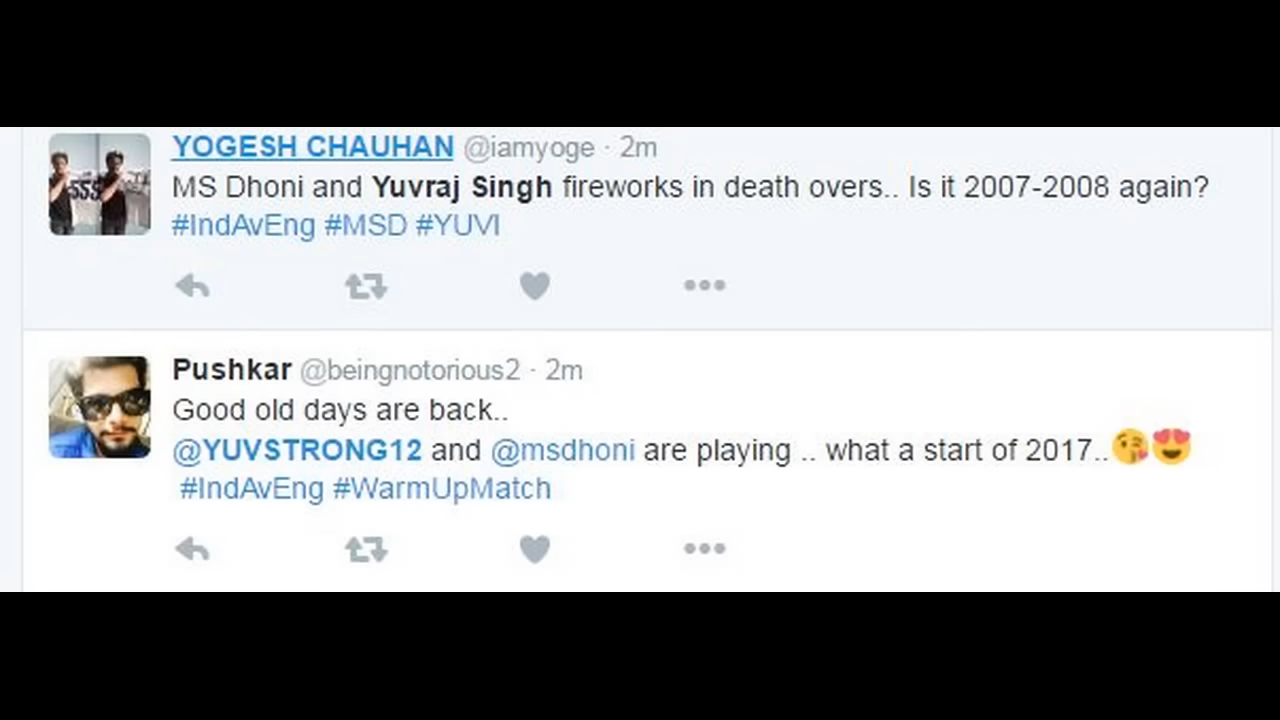 YOGESH CHAUHAN @iamyoge · 2m
MS Dhoni and Yuvraj Singh fireworks in death overs.. Is it 2007-2008 again?
#IndAvEng #MSD #YUVI
Pushkar @beingnotorious2 · 2m
Good old days are back..
@YUVSTRONG12 and @msdhoni are playing .. what a start of 2017..😘😍
#IndAvEng #WarmUpMatch